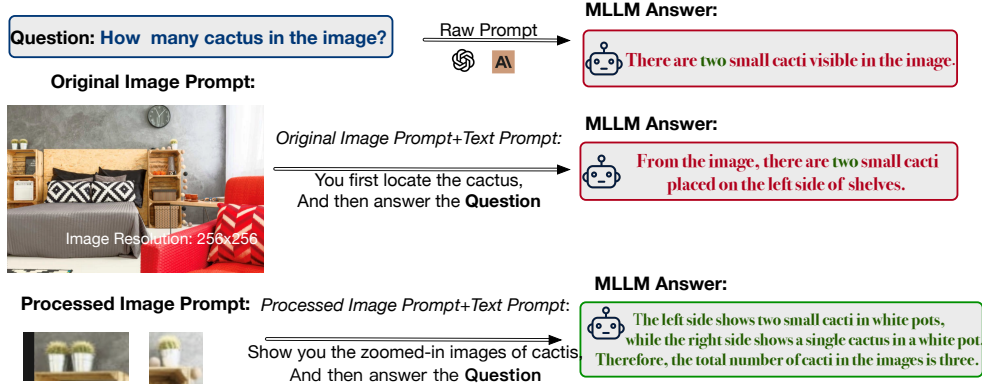 Question: How many cactus in the image?
Raw Prompt
MLLM Answer:
There are two small cacti visible in the image.
Original Image Prompt:
Image Resolution: 256x256
Original Image Prompt+Text Prompt:
You first locate the cactus,
And then answer the Question
MLLM Answer:
From the image, there are two small cacti
placed on the left side of shelves.
Processed Image Prompt:
Processed Image Prompt+Text Prompt:
Show you the zoomed-in images of cactis,
And then answer the Question
MLLM Answer:
The left side shows two small cacti in white pots,
while the right side shows a single cactus in a white pot.
Therefore, the total number of cacti in the images is three.